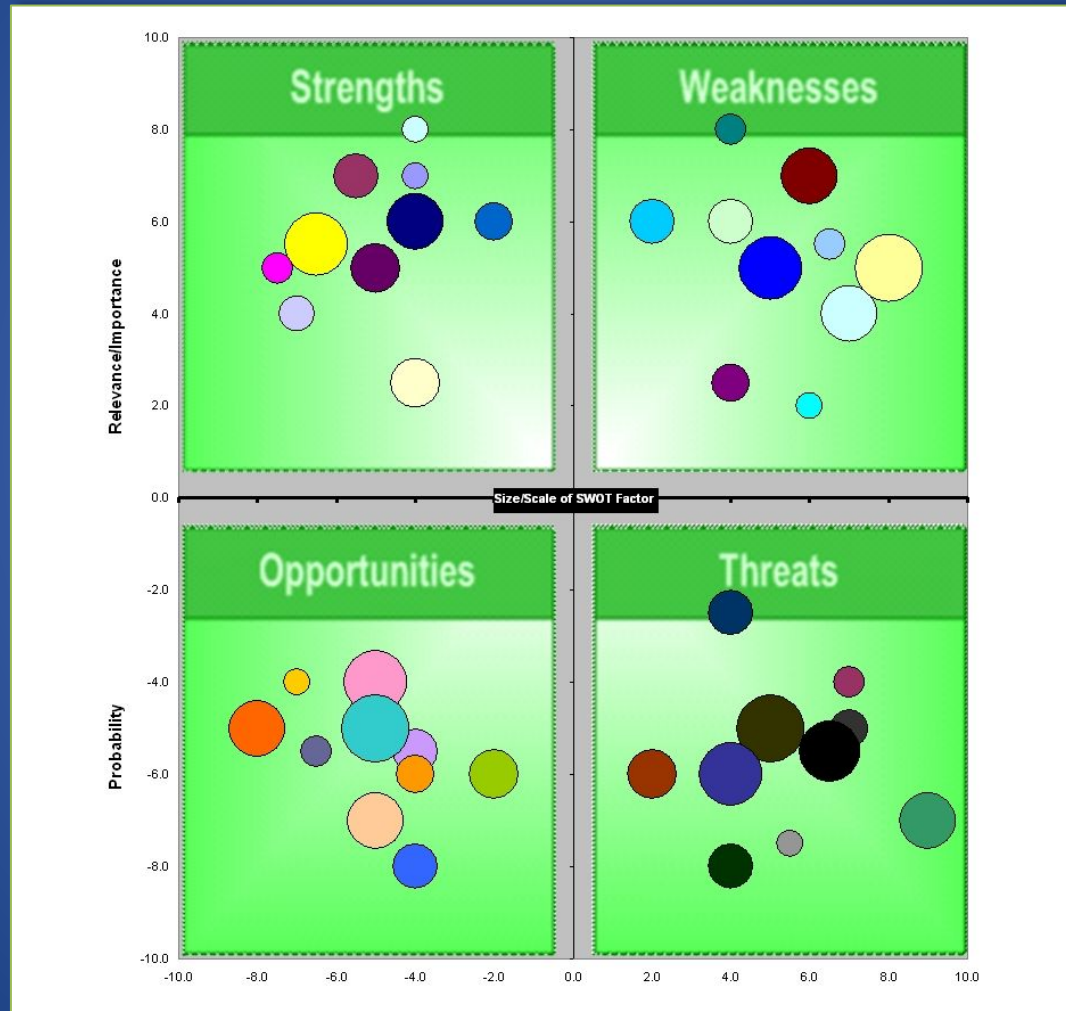 10.0
Strengths
Weaknesses
8.0
6.0
Relevance/Importance
4.0
2.0
0.0
Size/Scale of SWOT Factor
Opportunities
Threats
-2.0
-4.0
Probability
-6.0
-8.0
-10.0
-10.0 -8.0 -6.0 -4.0 -2.0 0.0 2.0 4.0 6.0 8.0 10.0